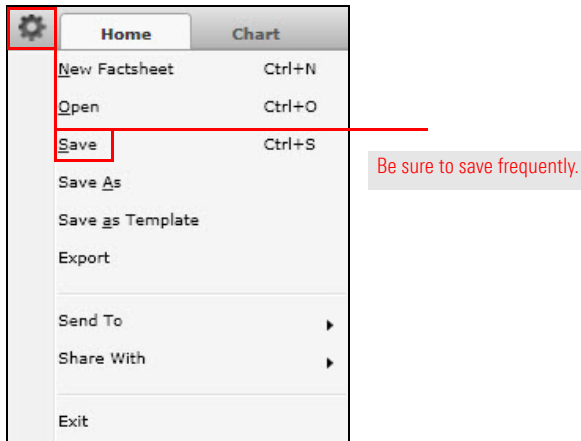 Home Chart
New Factsheet Ctrl+N
Open Ctrl+O
Save Ctrl+S
Be sure to save frequently.
Save As
Save as Template
Export
Send To
Share With
Exit